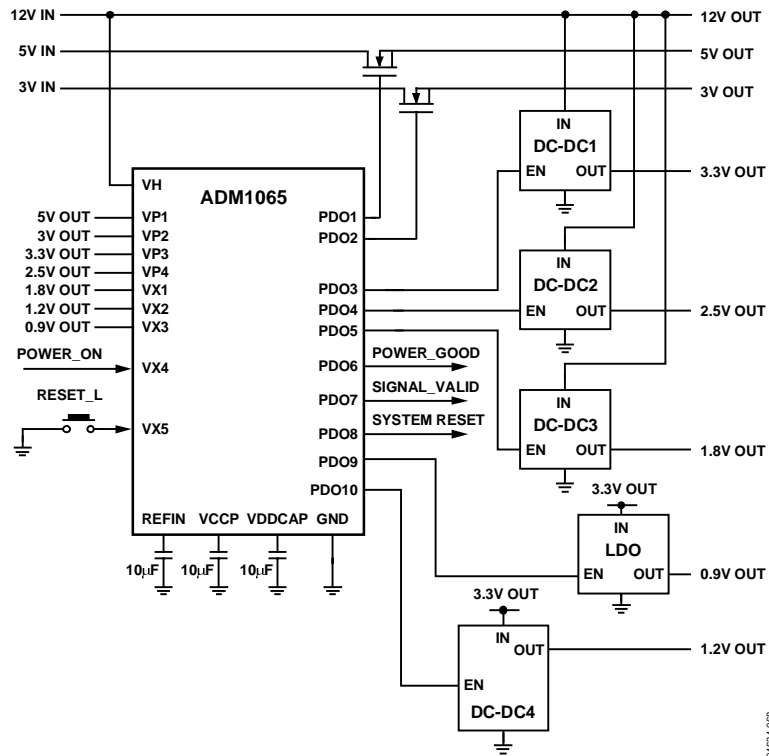 12V IN
12V OUT
5V IN
5V OUT
3V IN
3V OUT
IN
DC-DC1
EN OUT
3.3V OUT
ADM1065
VH
5V OUT VP1
3V OUT VP2
3.3V OUT VP3
2.5V OUT VP4
1.8V OUT VX1
1.2V OUT VX2
0.9V OUT VX3
POWER_ON
VX4
RESET_L
VX5
PDO1
PDO2
PDO3
PDO4
PDO5
PDO6 POWER_GOOD
PDO7 SIGNAL_VALID
PDO8 SYSTEM RESET
PDO9
PDO10
REFIN VCCP VDDCAP GND
10μF 10μF 10μF
IN
DC-DC2
EN OUT
2.5V OUT
IN
DC-DC3
EN OUT
1.8V OUT
3.3V OUT
IN
LDO
EN OUT
0.9V OUT
3.3V OUT
IN
OUT
1.2V OUT
EN
DC-DC4